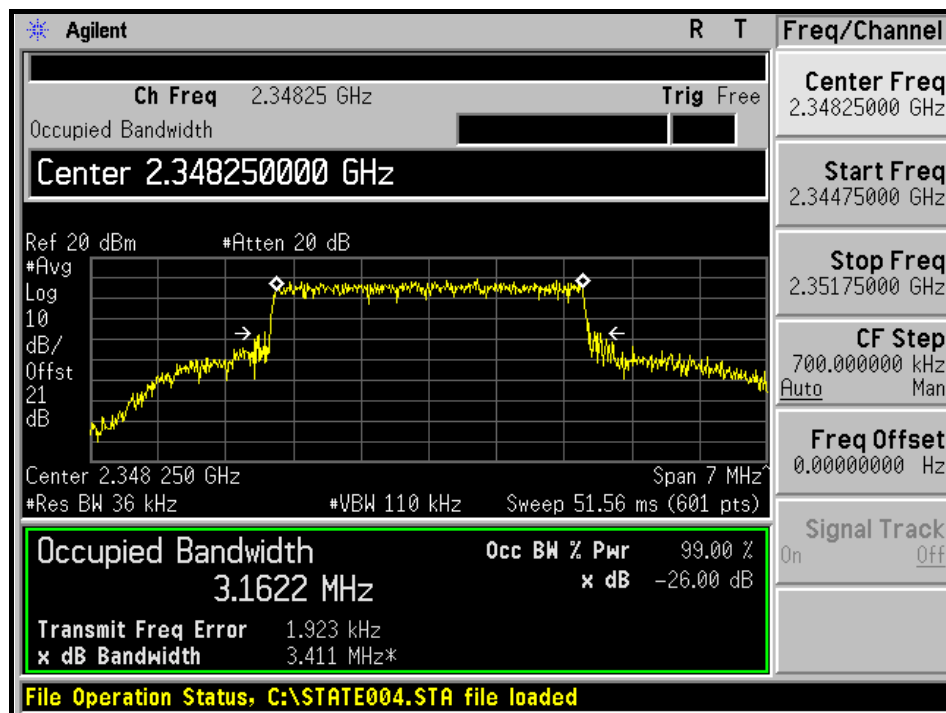 Agilent R T Freq/Channel
Ch Freq 2.34825 GHz Trig Free
Occupied Bandwidth
Center 2.348250000 GHz
Ref 20 dBm #Atten 20 dB
#Avg
Log
10
dB/
Offst
21
dB
Center 2.348 250 GHz Span 7 MHz^
#Res BW 36 kHz #VBW 110 kHz Sweep 51.56 ms (601 pts)
Occupied Bandwidth Occ BW % Pwr 99.00 %
3.1622 MHz x dB -26.00 dB
Transmit Freq Error 1.923 kHz
x dB Bandwidth 3.411 MHz*
File Operation Status, C:\STATE004.STA file loaded
Center Freq
2.34825000 GHz
Start Freq
2.34475000 GHz
Stop Freq
2.35175000 GHz
CF Step
700.000000 kHz
Auto Man
Freq Offset
0.00000000 Hz
Signal Track
On Off